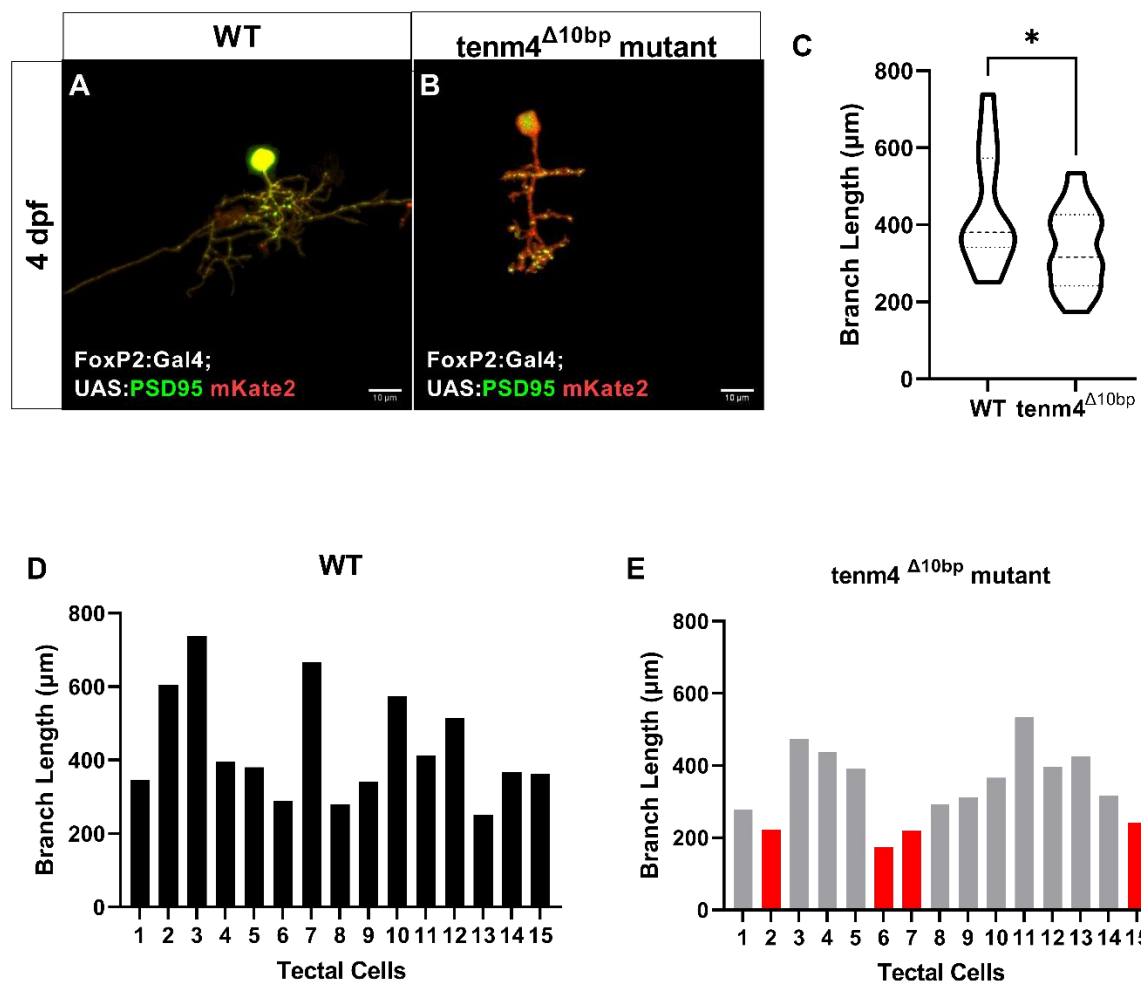 WT
tenm4Δ10bp mutant
4 dpf
A
FoxP2:Gal4;
UAS:PSD95 mKate2
10 µm
B
FoxP2:Gal4;
UAS:PSD95 mKate2
10 µm
C
*
Branch Length (µm)
800
600
400
200
0
WT tenm4Δ10bp
D
WT
Branch Length (µm)
800
600
400
200
0
1 2 3 4 5 6 7 8 9 10 11 12 13 14 15
Tectal Cells
E
tenm4 Δ10bp mutant
Branch Length (µm)
800
600
400
200
0
1 2 3 4 5 6 7 8 9 10 11 12 13 14 15
Tectal Cells